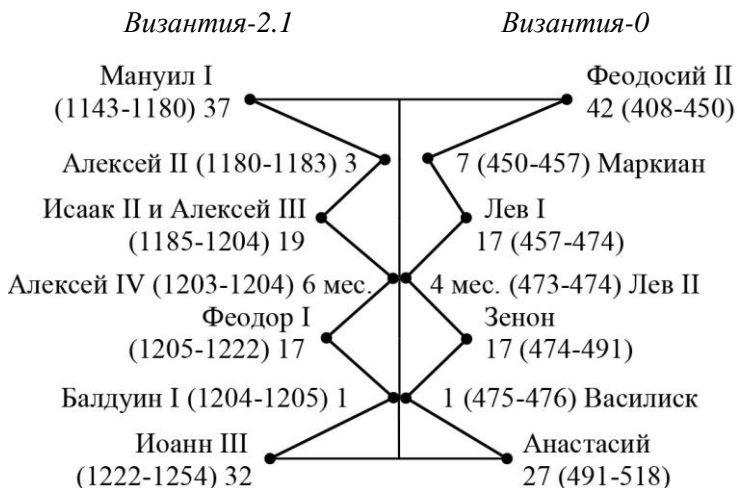 Византия-2.1 Византия-0
Мануил I Феодосий II
(1143-1180) 37 42 (408-450)
Алексей II (1180-1183) 3 7 (450-457) Маркиан
Исаак II и Алексей III Лев I
(1185-1204) 19 17 (457-474)
Алексей IV (1203-1204) 6 мес. 4 мес. (473-474) Лев II
Феодор I Зенон
(1205-1222) 17 17 (474-491)
Балдуин I (1204-1205) 1 1 (475-476) Василиск
Иоанн III Анастасий
(1222-1254) 32 27 (491-518)